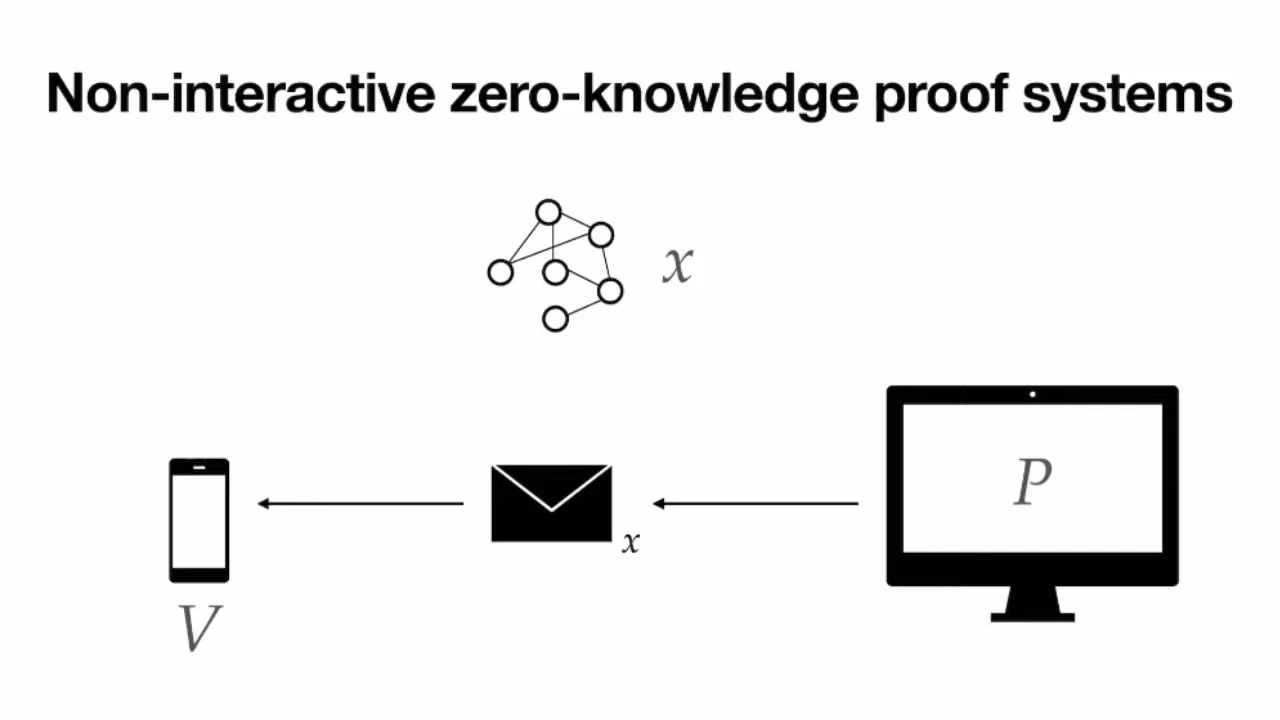 Non-interactive zero-knowledge proof systems
x
P
x
V